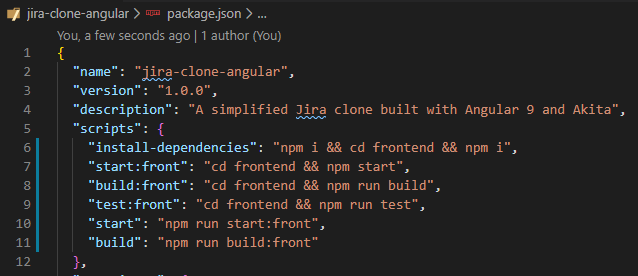 jira-clone-angular > package.json > ...
You, a few seconds ago | 1 author (You)
1 {
2 "name": "jira-clone-angular",
3 "version": "1.0.0",
4 "description": "A simplified Jira clone built with Angular 9 and Akita",
5 "scripts": {
6 "install-dependencies": "npm i && cd frontend && npm i",
7 "start:front": "cd frontend && npm start",
8 "build:front": "cd frontend && npm run build",
9 "test:front": "cd frontend && npm run test",
10 "start": "npm run start:front",
11 "build": "npm run build:front"
12 },